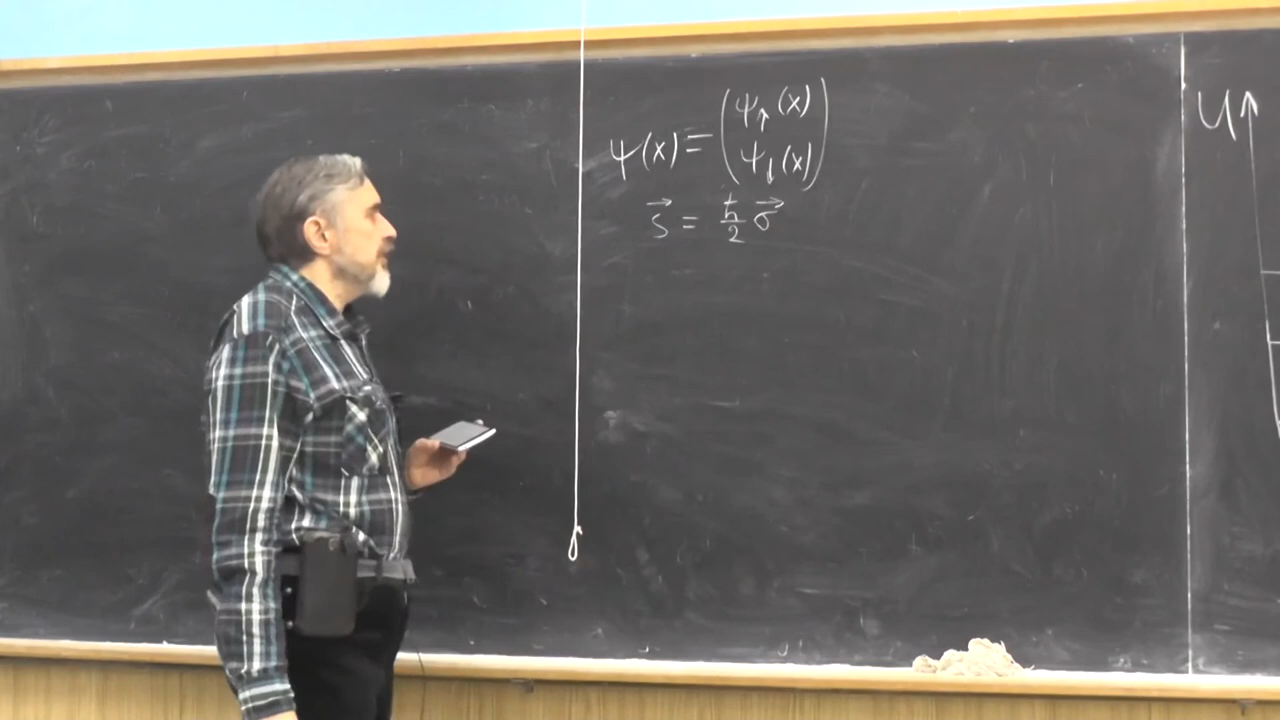 ψ(x) = (ψ↑(x)
ψ↓(x))
s⃗ = ħ/2 σ⃗
U